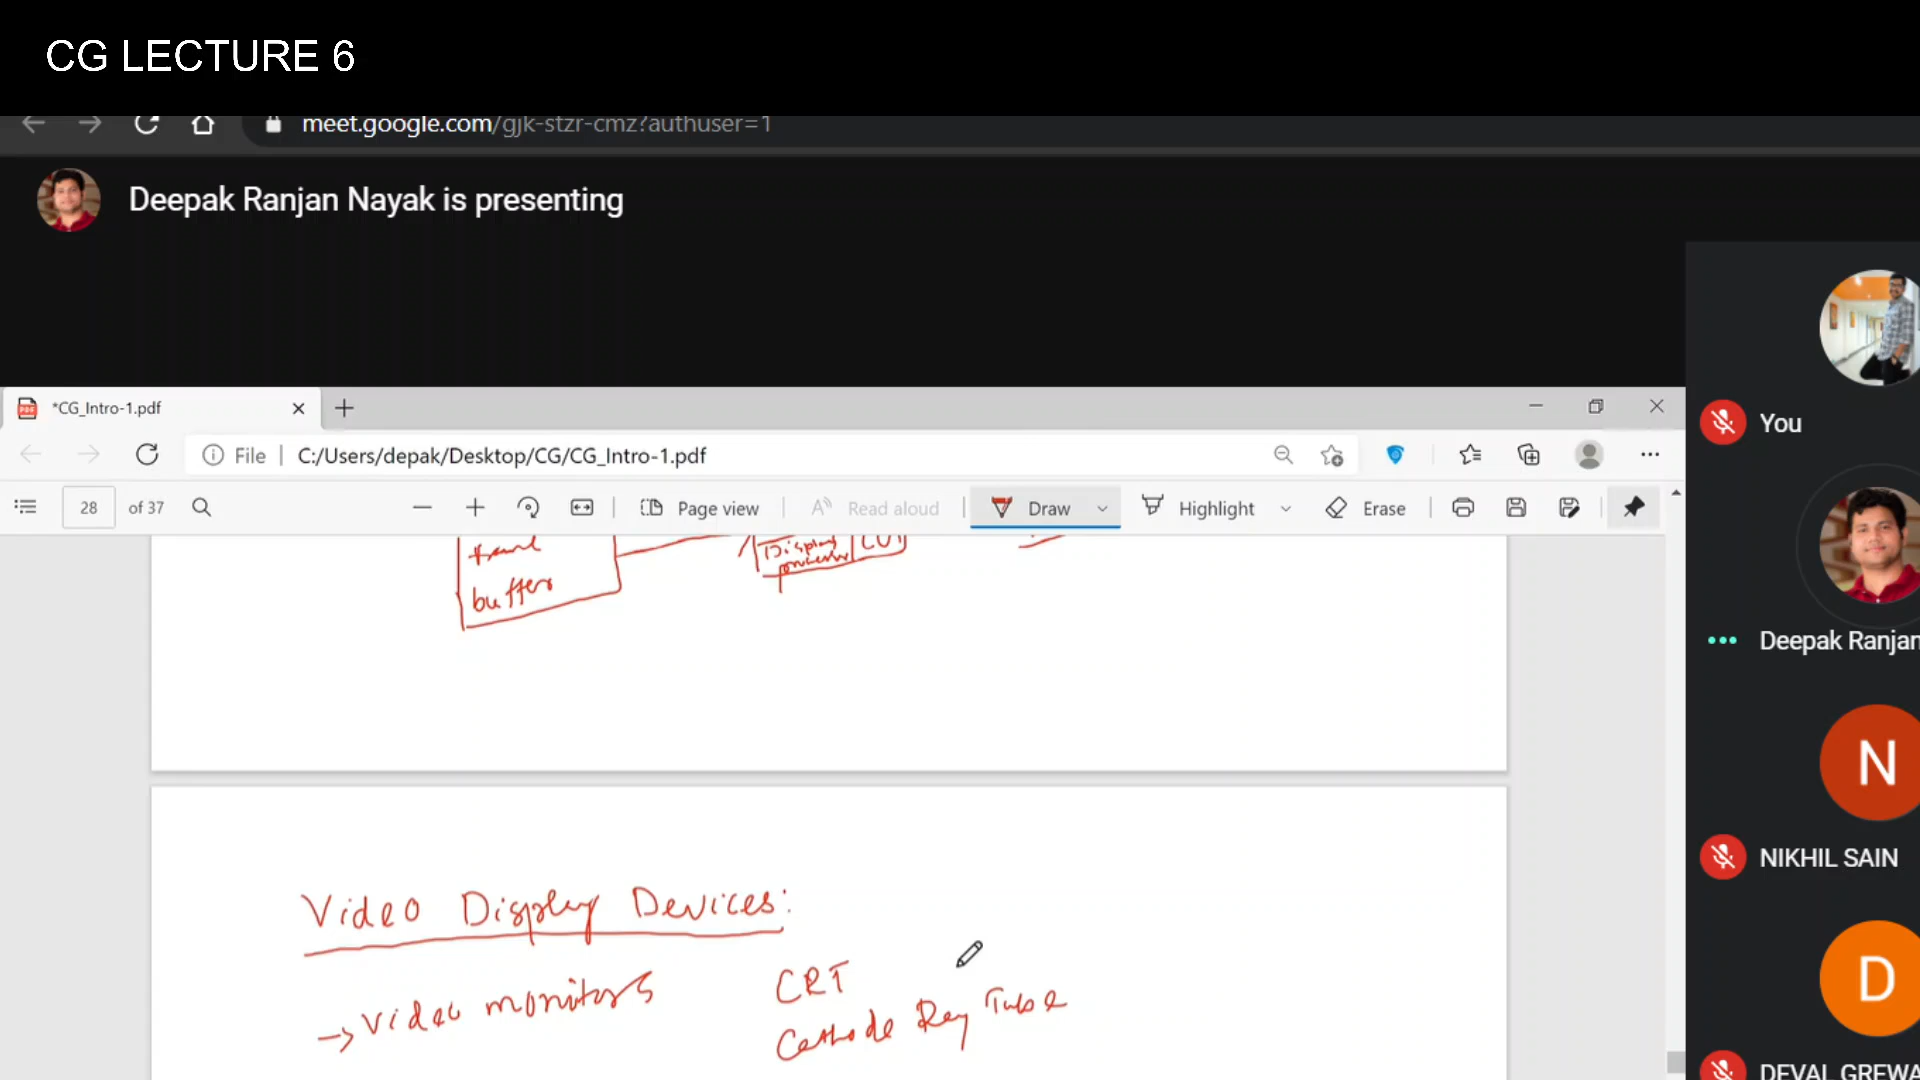 CG LECTURE 6
meet.google.com/gjk-stzr-cmz?authuser=1
Deepak Ranjan Nayak is presenting
*CG_Intro-1.pdf
File | C:/Users/depak/Desktop/CG/CG_Intro-1.pdf
28 of 37 Page view Read aloud Draw Highlight Erase
buffer
Display
processor
You
Deepak Ranjan
N
NIKHIL SAIN
D
DEVAL GREWA
Video Display Devices:
→ Video monitors
CRT
Cathode Ray Tube